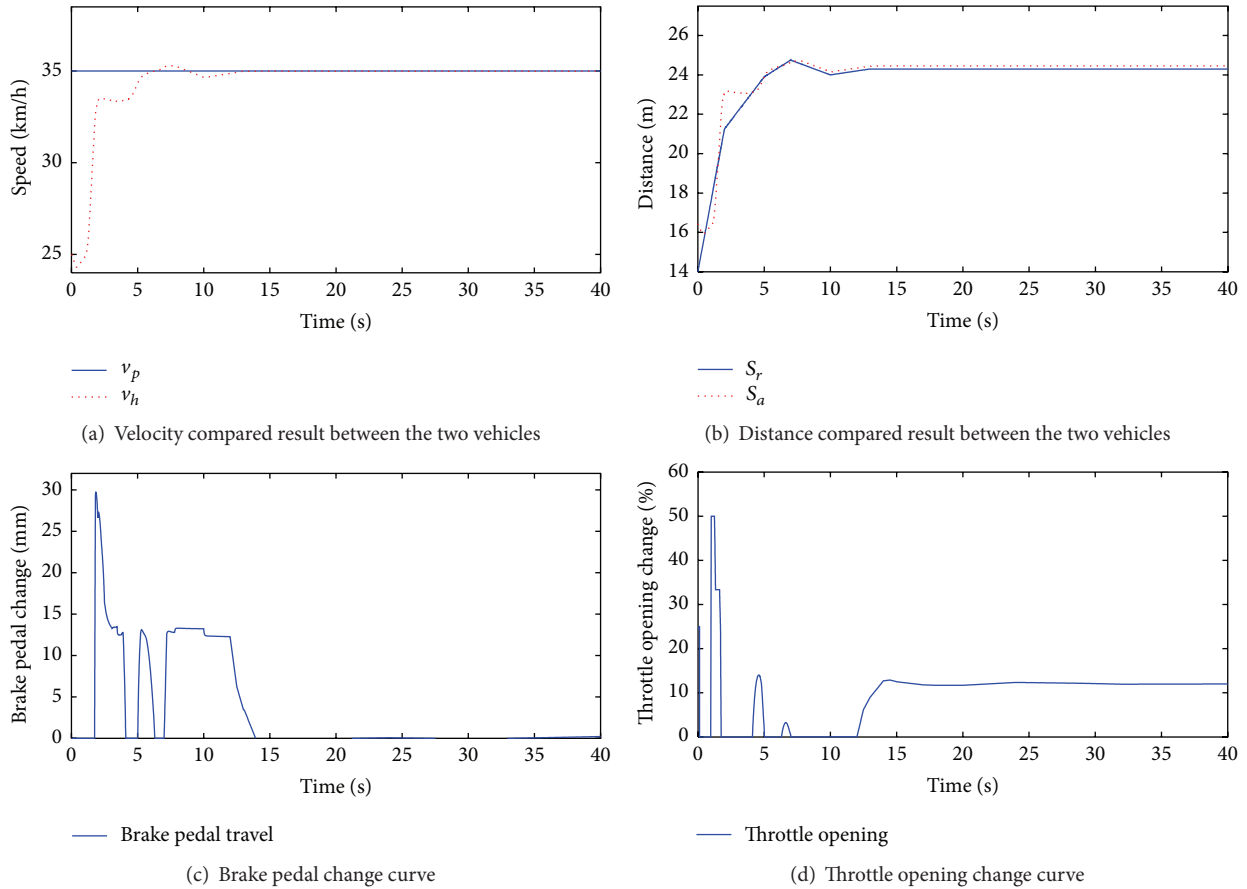 35
30
25
Speed (km/h)
0 5 10 15 20 25 30 35 40
Time (s)
v_p
v_h
(a) Velocity compared result between the two vehicles
26
24
22
20
18
16
14
Distance (m)
0 5 10 15 20 25 30 35 40
Time (s)
S_r
S_a
(b) Distance compared result between the two vehicles
30
25
20
15
10
5
0
Brake pedal change (mm)
0 5 10 15 20 25 30 35 40
Time (s)
Brake pedal travel
(c) Brake pedal change curve
60
50
40
30
20
10
0
Throttle opening change (%)
0 5 10 15 20 25 30 35 40
Time (s)
Throttle opening
(d) Throttle opening change curve